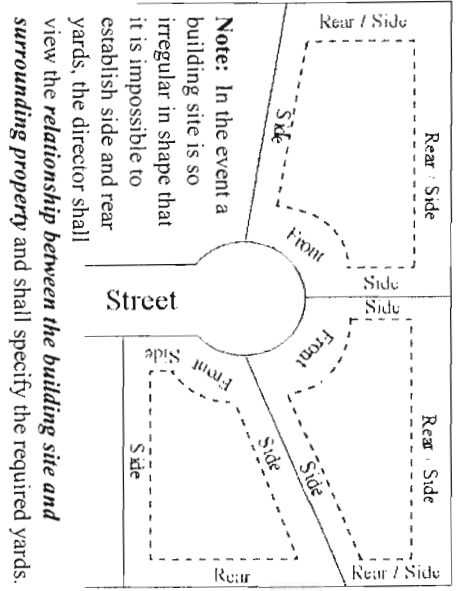 Rear / Side
Rear / Side
Side
Front
Side
Side
Front
Rear / Side
Side
Rear / Side
Street
Front
Side
Side
Side
Rear
Note: In the event a
building site is so
irregular in shape that
it is impossible to
establish side and rear
yards, the director shall
view the relationship between the building site and
surrounding property and shall specify the required yards.